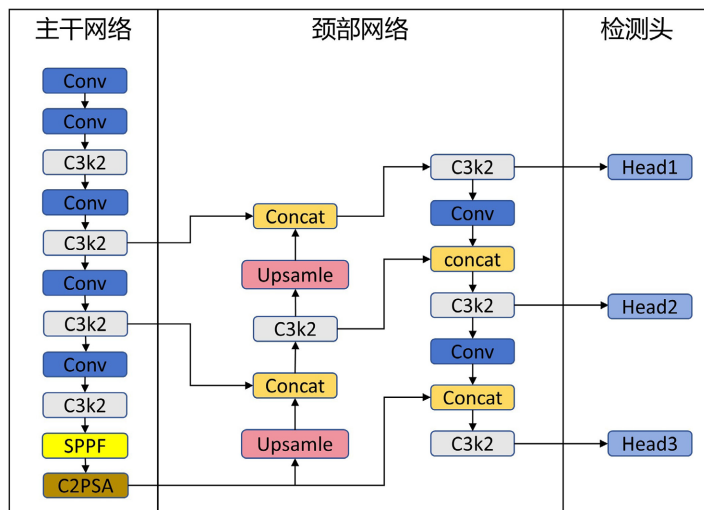 主干网络
Conv
Conv
C3k2
Conv
C3k2
Conv
C3k2
Conv
C3k2
SPPF
C2PSA
颈部网络
Concat
Upsamle
C3k2
Concat
Upsamle
C3k2
Conv
concat
C3k2
Conv
Concat
C3k2
检测头
Head1
Head2
Head3